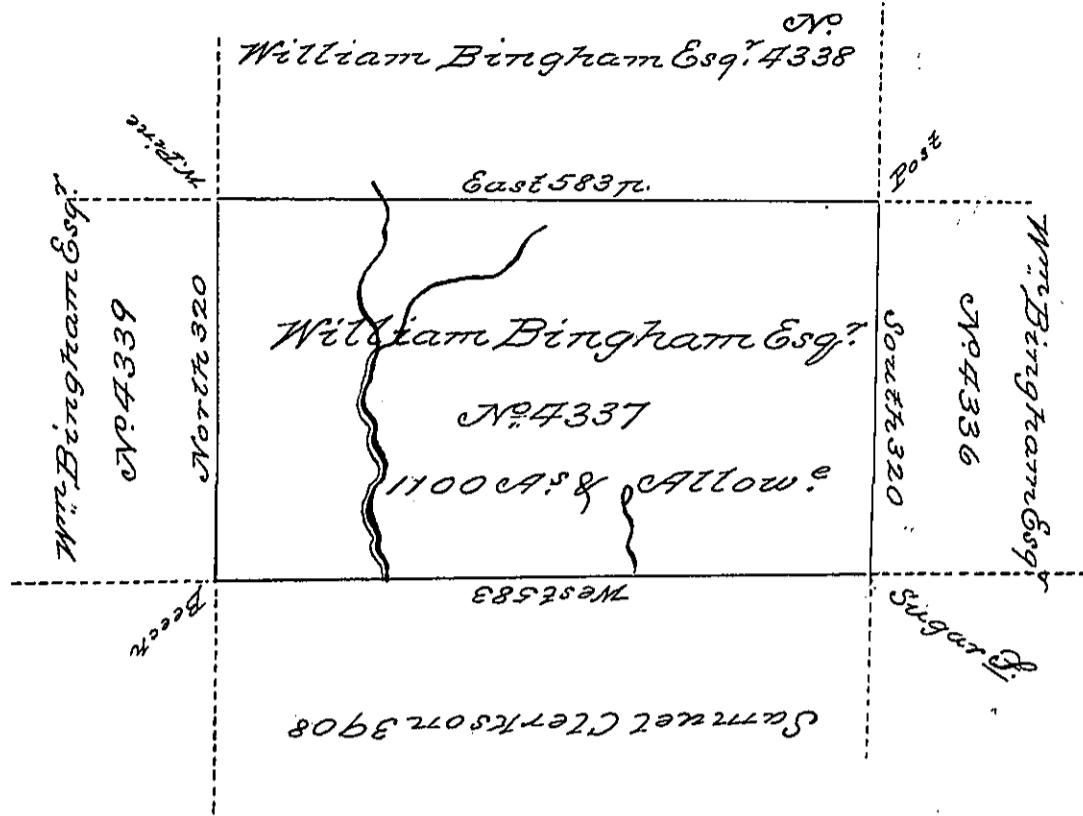 No.
William Bingham Esqr. 4338
W. Pine
Post
East 583 p.
Wm. Bingham Esqr.
No. 4339
North 320
William Bingham Esqr.
No. 4337
1100 As. & Allowe.
South 320
No. 4336
Wm. Bingham Esqr
West 583
Beech
Samuel Clerkson 3908